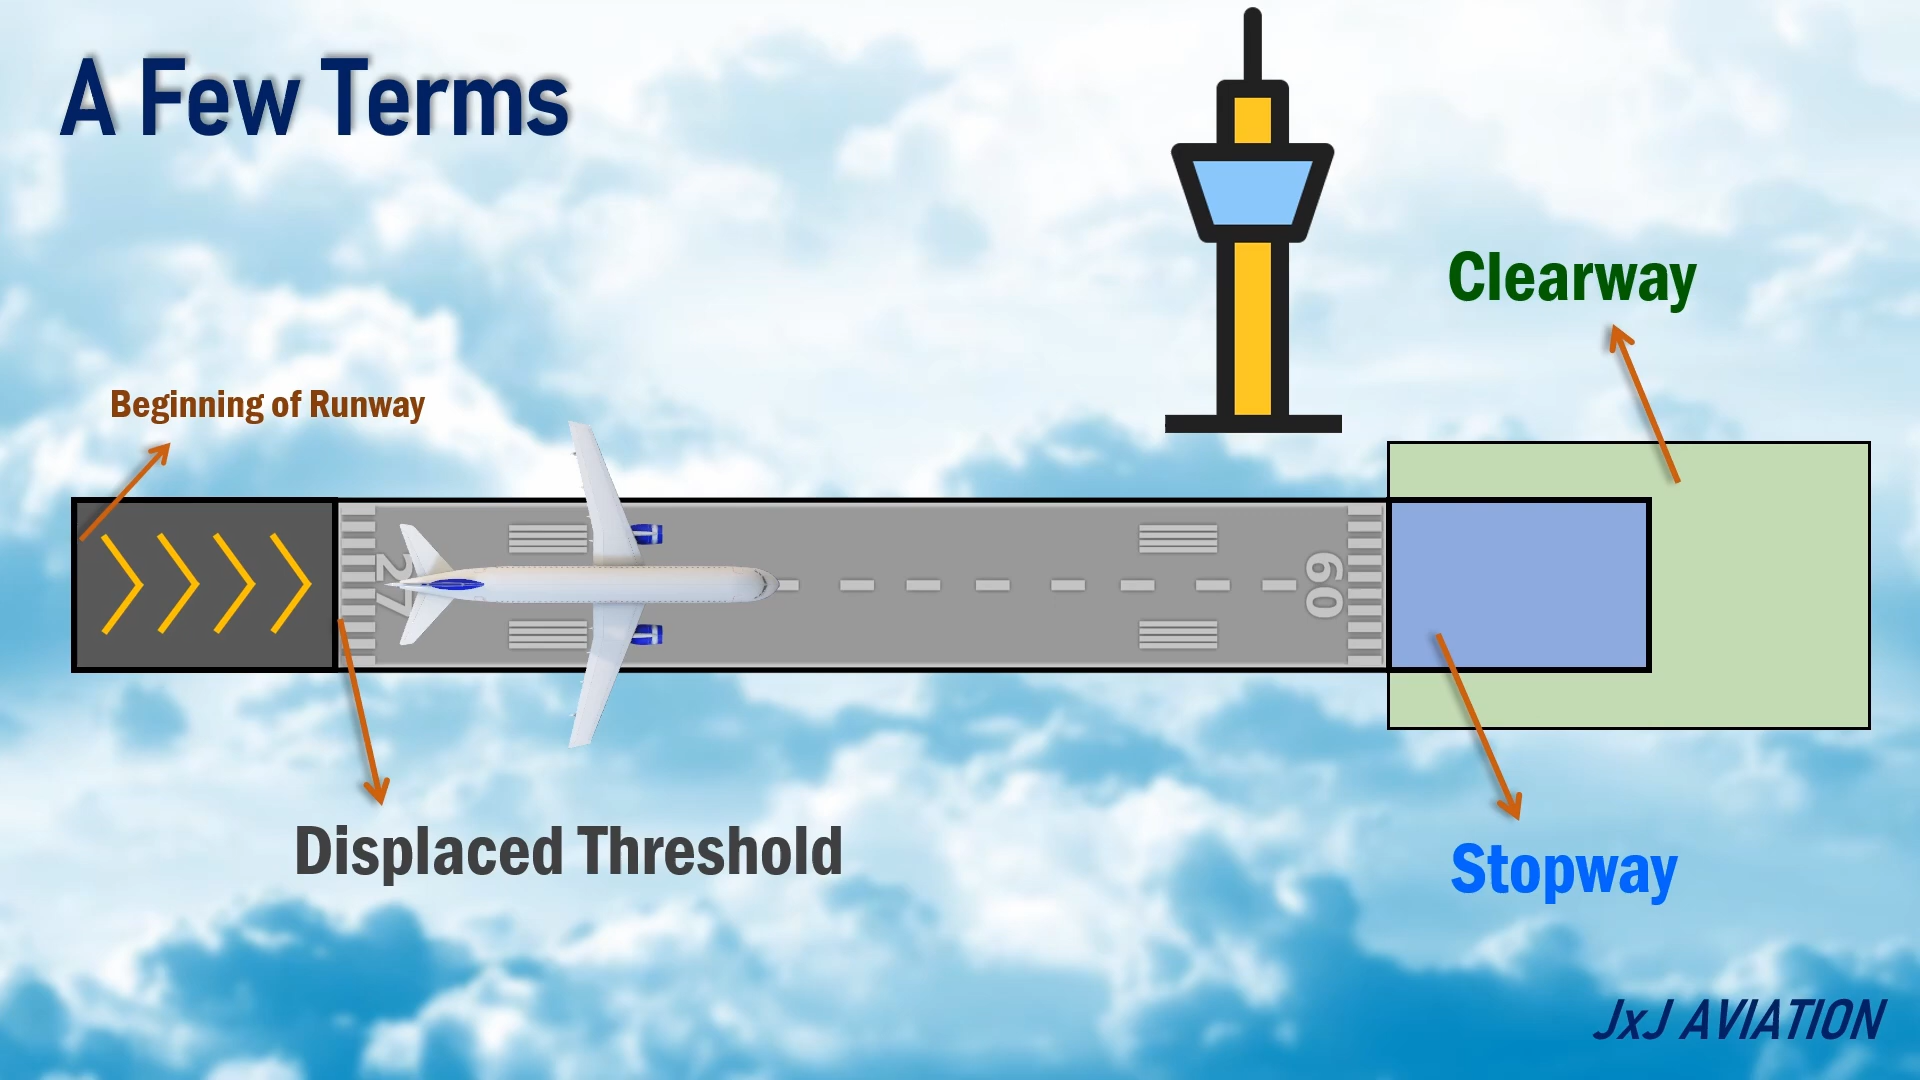 A Few Terms
Clearway
Beginning of Runway
27
09
Displaced Threshold
Stopway
JxJ AVIATION